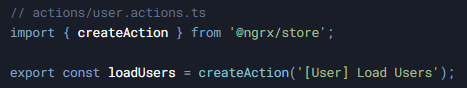 // actions/user.actions.ts
import { createAction } from '@ngrx/store';
export const loadUsers = createAction('[User] Load Users');